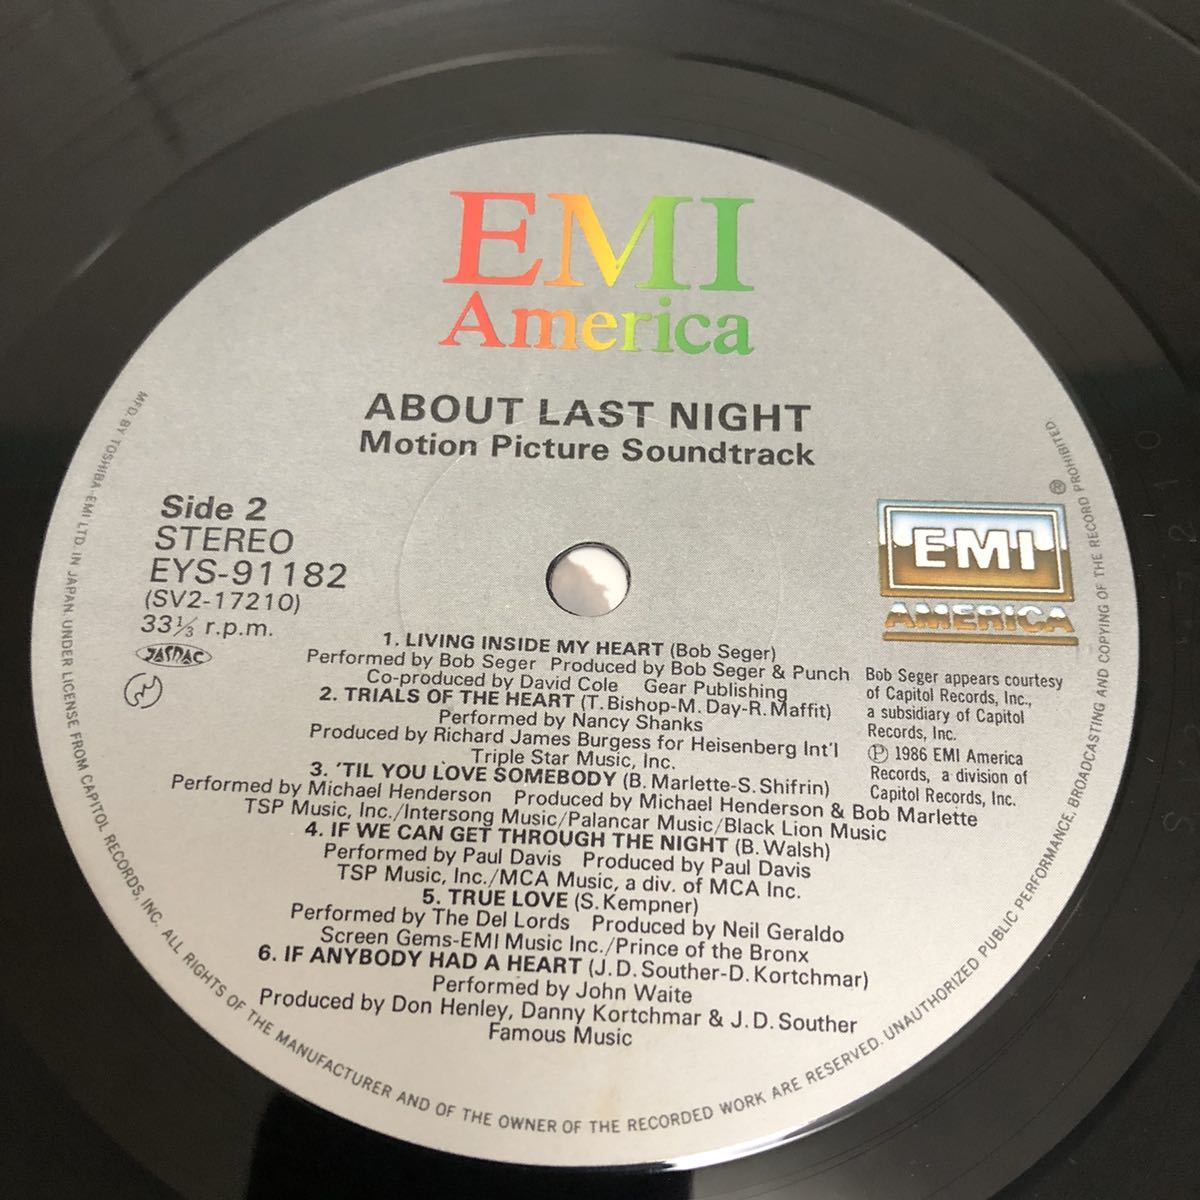 EMI
America
ABOUT LAST NIGHT
Motion Picture Soundtrack
Side 2
STEREO
EYS-91182
(SV2-17210)
33⅓ r.p.m.
JASRAC
EMI
AMERICA
1. LIVING INSIDE MY HEART (Bob Seger)
Performed by Bob Seger Produced by Bob Seger & Punch
Co-produced by David Cole Gear Publishing
2. TRIALS OF THE HEART (T. Bishop-M. Day-R. Maffit)
Performed by Nancy Shanks
Produced by Richard James Burgess for Heisenberg Int'l
Triple Star Music, Inc.
3. 'TIL YOU LOVE SOMEBODY (B. Marlette-S. Shifrin)
Performed by Michael Henderson Produced by Michael Henderson & Bob Marlette
TSP Music, Inc./Intersong Music/Palancar Music/Black Lion Music
4. IF WE CAN GET THROUGH THE NIGHT (B. Walsh)
Performed by Paul Davis Produced by Paul Davis
TSP Music, Inc./MCA Music, a div. of MCA Inc.
5. TRUE LOVE (S. Kempner)
Performed by The Del Lords Produced by Neil Geraldo
Screen Gems-EMI Music Inc./Prince of the Bronx
6. IF ANYBODY HAD A HEART (J.D. Souther-D. Kortchmar)
Performed by John Waite
Produced by Don Henley, Danny Kortchmar & J.D. Souther
Famous Music
Bob Seger appears courtesy
of Capitol Records, Inc.,
a subsidiary of Capitol
Records, Inc.
Ⓟ 1986 EMI America
Records, a division of
Capitol Records, Inc.
MFD. BY TOSHIBA-EMI LTD. IN JAPAN. UNDER LICENSE FROM CAPITOL RECORDS, INC. ALL RIGHTS OF THE MANUFACTURER AND OF THE OWNER OF THE RECORDED WORK ARE RESERVED. UNAUTHORIZED PUBLIC PERFORMANCE, BROADCASTING AND COPYING OF THE RECORD PROHIBITED. Ⓡ